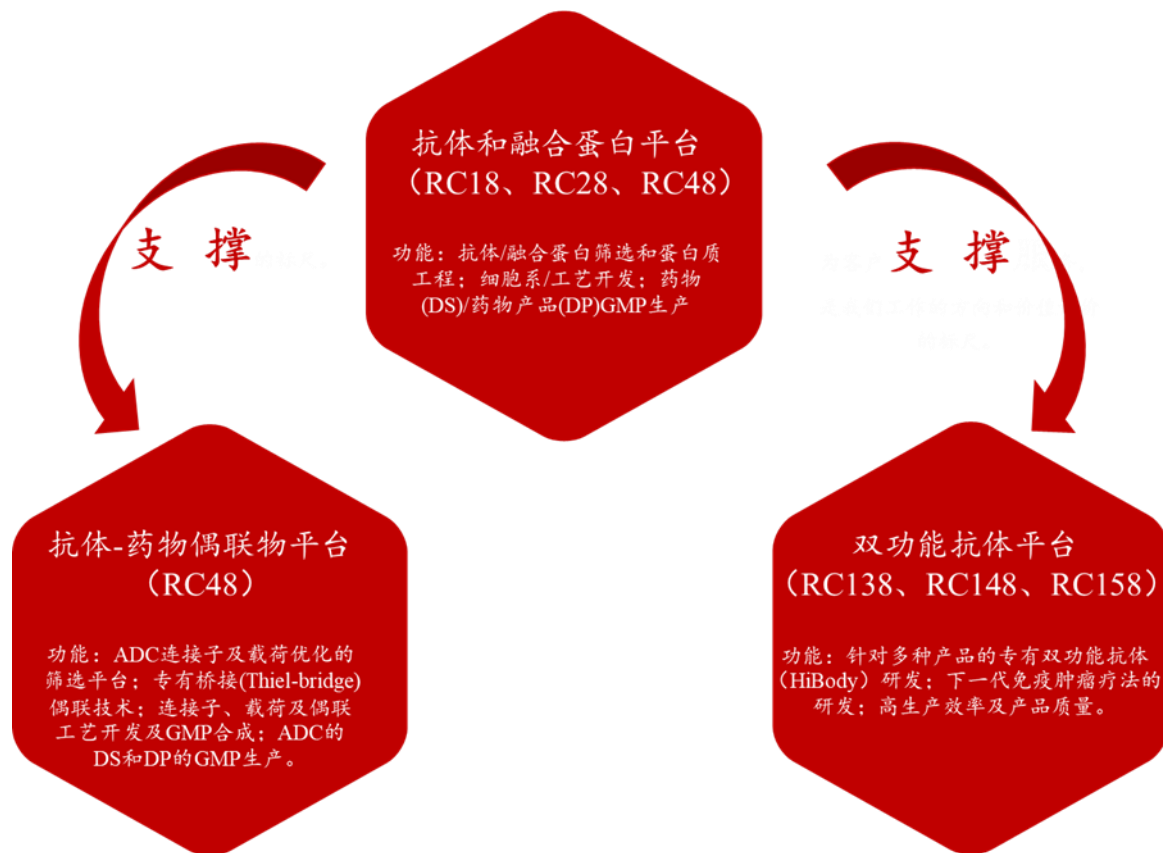 抗体和融合蛋白平台
（RC18、RC28、RC48）
功能：抗体/融合蛋白筛选和蛋白质
工程；细胞系/工艺开发；药物
(DS)/药物产品(DP)GMP生产
支 撑
支 撑
抗体-药物偶联物平台
（RC48）
功能：ADC连接子及载荷优化的
筛选平台；专有桥接(Thiel-bridge)
偶联技术；连接子、载荷及偶联
工艺开发及GMP合成；ADC的
DS和DP的GMP生产。
双功能抗体平台
（RC138、RC148、RC158）
功能：针对多种产品的专有双功能抗体
（HiBody）研发；下一代免疫肿瘤疗法的
研发；高生产效率及产品质量。